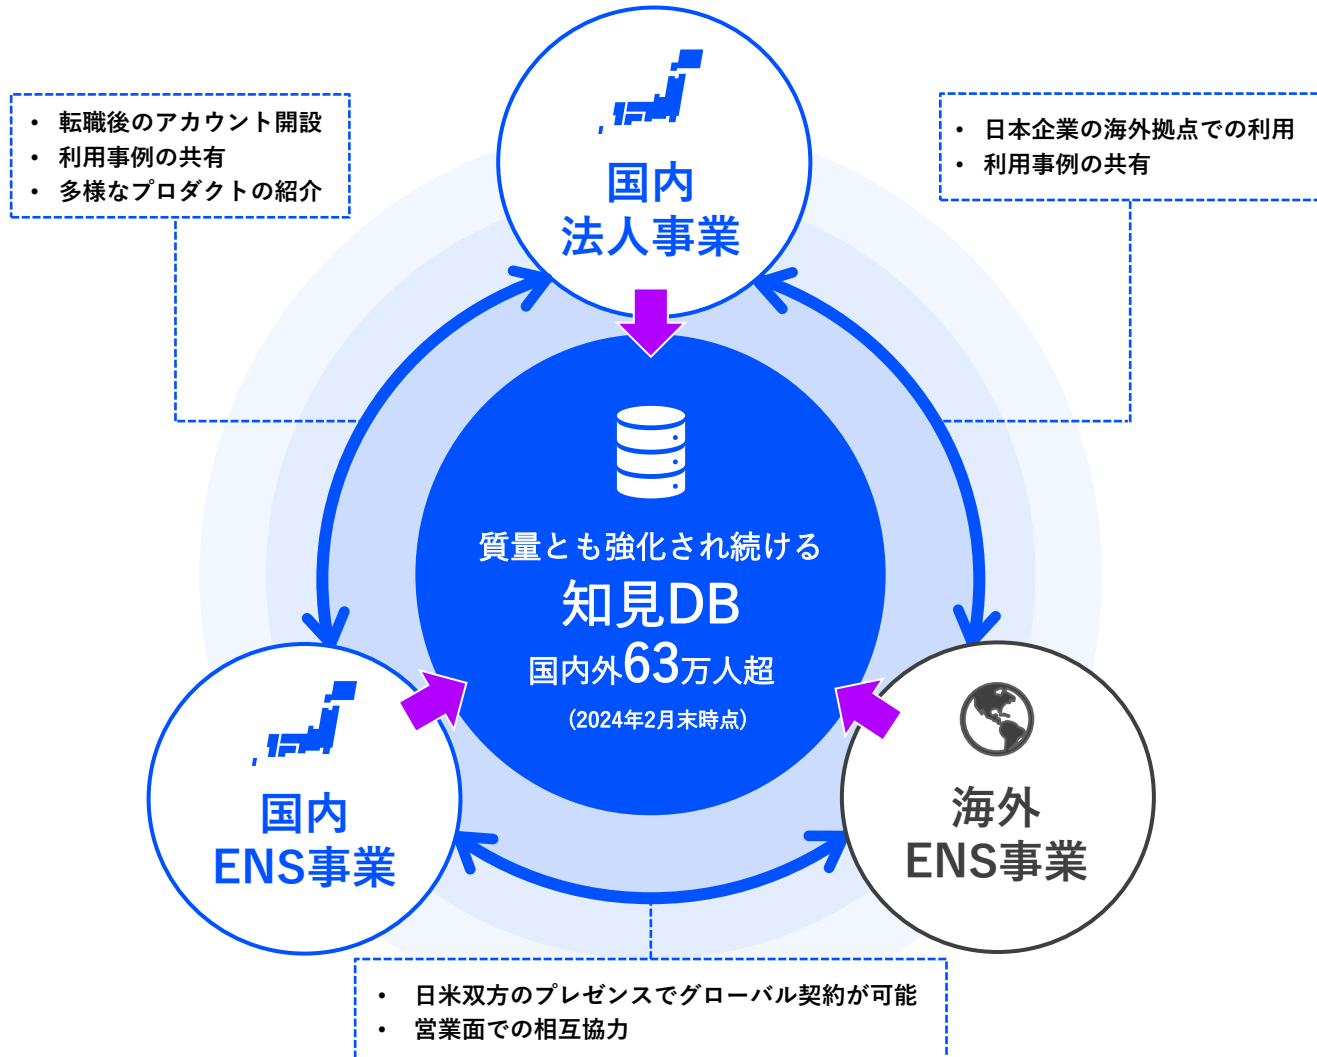 国内
法人事業
• 転職後のアカウント開設
• 利用事例の共有
• 多様なプロダクトの紹介
• 日本企業の海外拠点での利用
• 利用事例の共有
質量とも強化され続ける
知見DB
国内外63万人超
(2024年2月末時点)
国内
ENS事業
海外
ENS事業
• 日米双方のプレゼンスでグローバル契約が可能
• 営業面での相互協力